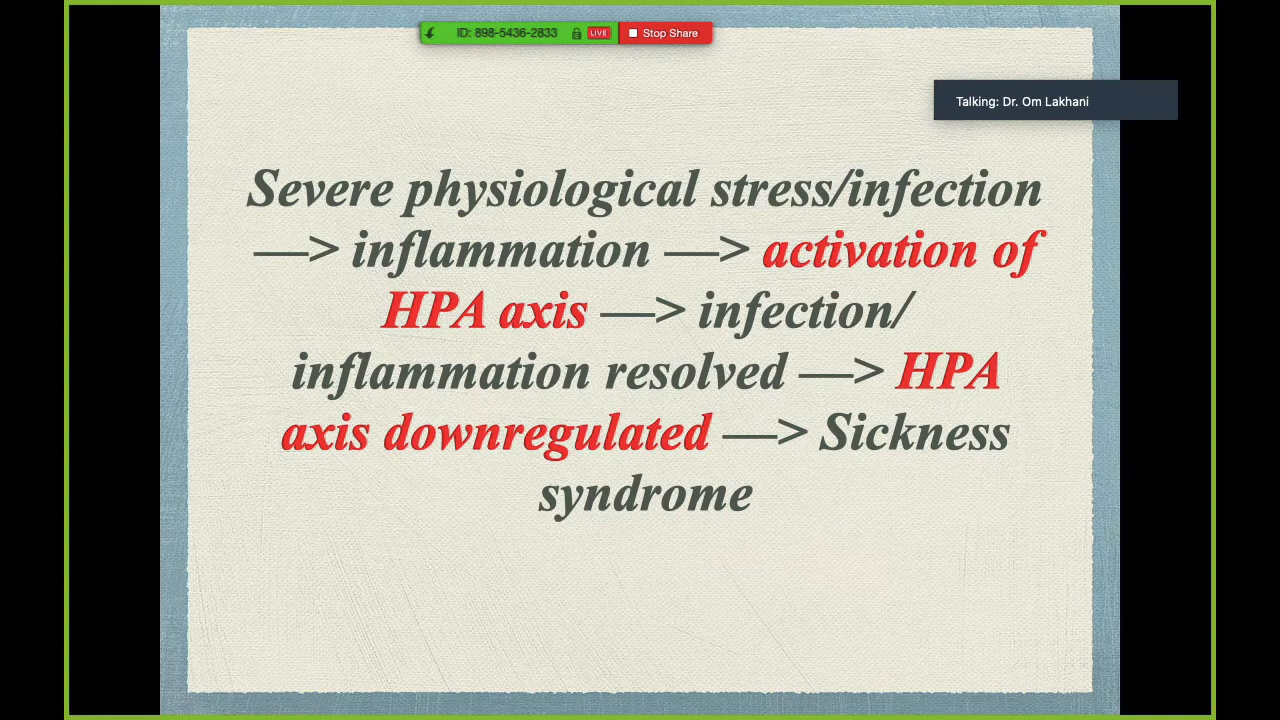 ID: 898-5436-2833 LIVE Stop Share
Talking: Dr. Om Lakhani
Severe physiological stress/infection
—> inflammation —> activation of
HPA axis —> infection/
inflammation resolved —> HPA
axis downregulated —> Sickness
syndrome